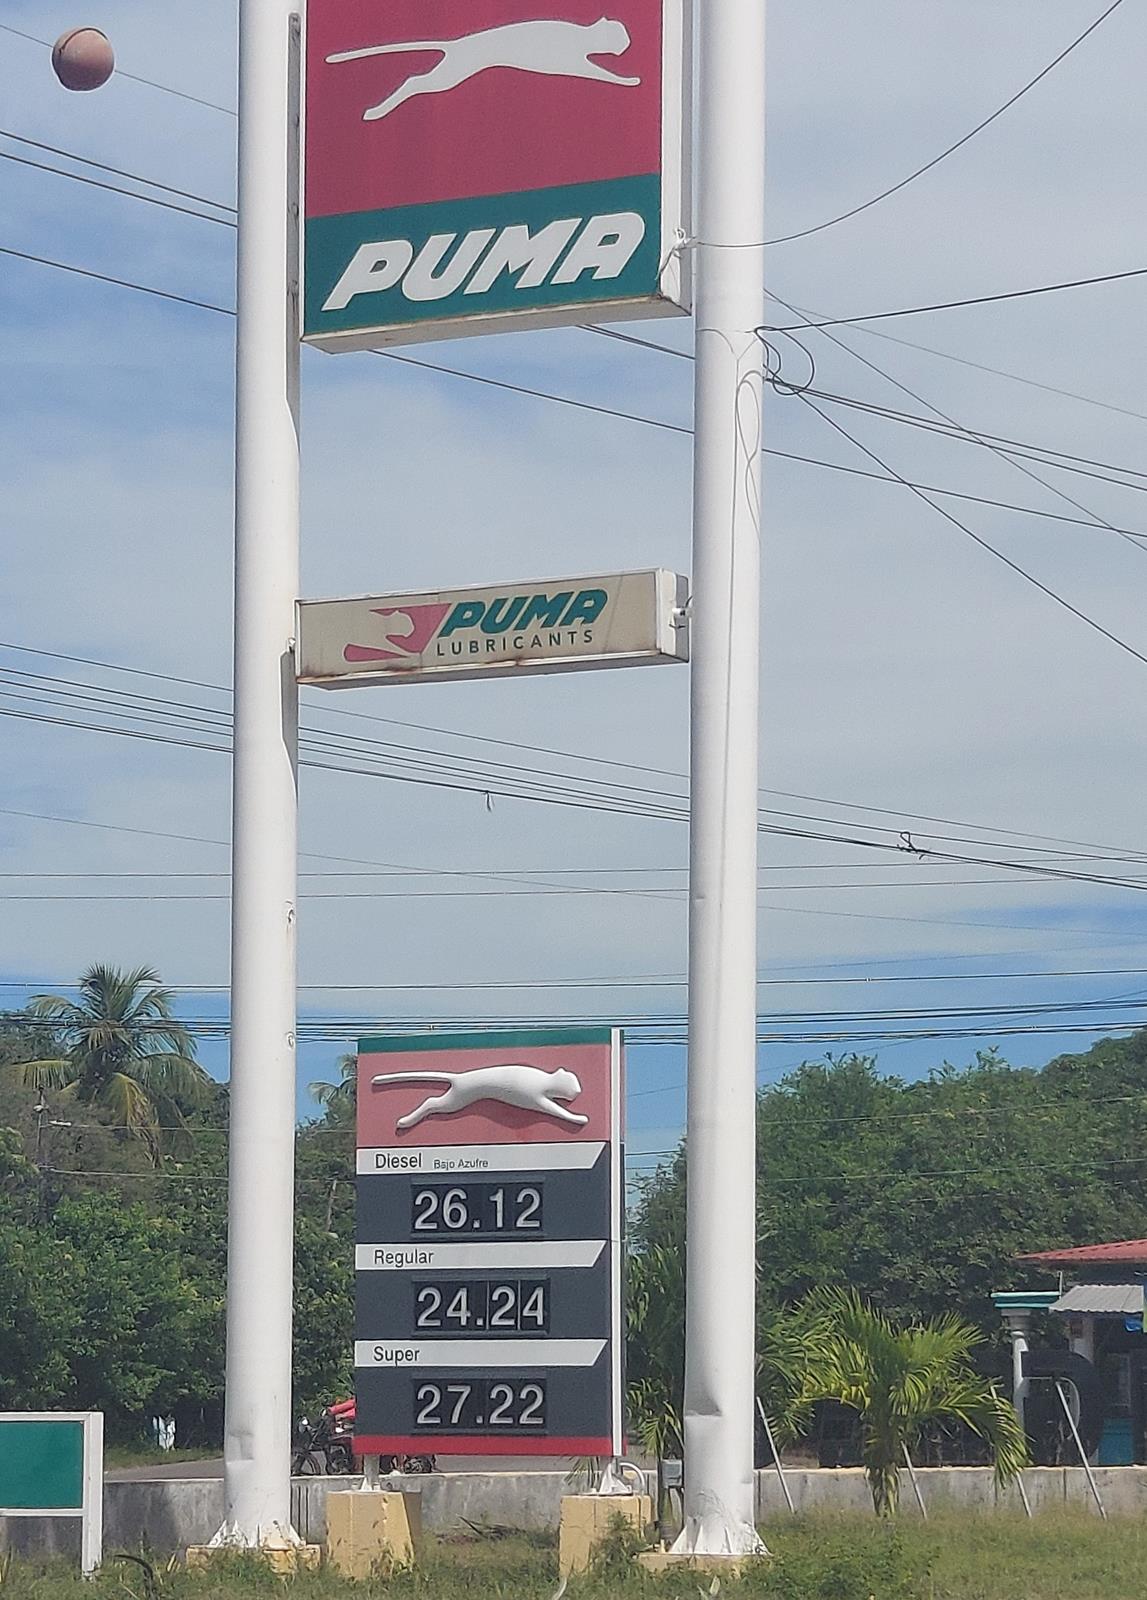 PUMA
PUMA
LUBRICANTS
Diesel Bajo Azufre
26.12
Regular
24.24
Super
27.22